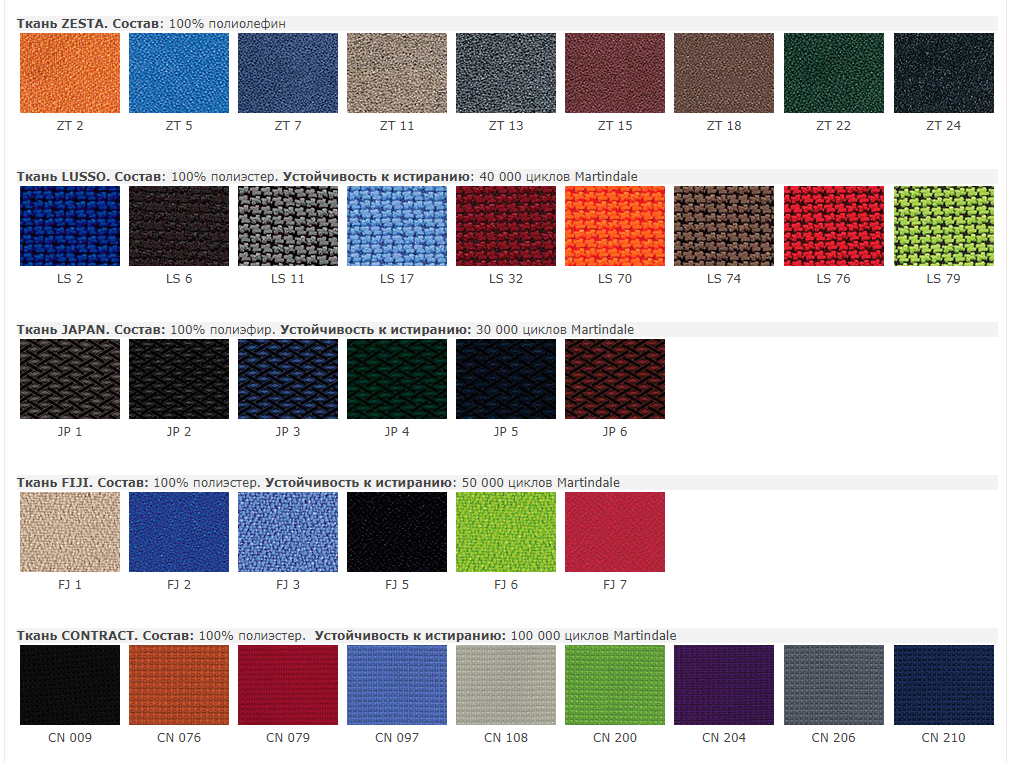 Ткань ZESTA. Состав: 100% полиолефин
ZT 2 ZT 5 ZT 7 ZT 11 ZT 13 ZT 15 ZT 18 ZT 22 ZT 24
Ткань LUSSO. Состав: 100% полиэстер. Устойчивость к истиранию: 40 000 циклов Martindale
LS 2 LS 6 LS 11 LS 17 LS 32 LS 70 LS 74 LS 76 LS 79
Ткань JAPAN. Состав: 100% полиэфир. Устойчивость к истиранию: 30 000 циклов Martindale
JP 1 JP 2 JP 3 JP 4 JP 5 JP 6
Ткань FIJI. Состав: 100% полиэстер. Устойчивость к истиранию: 50 000 циклов Martindale
FJ 1 FJ 2 FJ 3 FJ 5 FJ 6 FJ 7
Ткань CONTRACT. Состав: 100% полиэстер. Устойчивость к истиранию: 100 000 циклов Martindale
CN 009 CN 076 CN 079 CN 097 CN 108 CN 200 CN 204 CN 206 CN 210